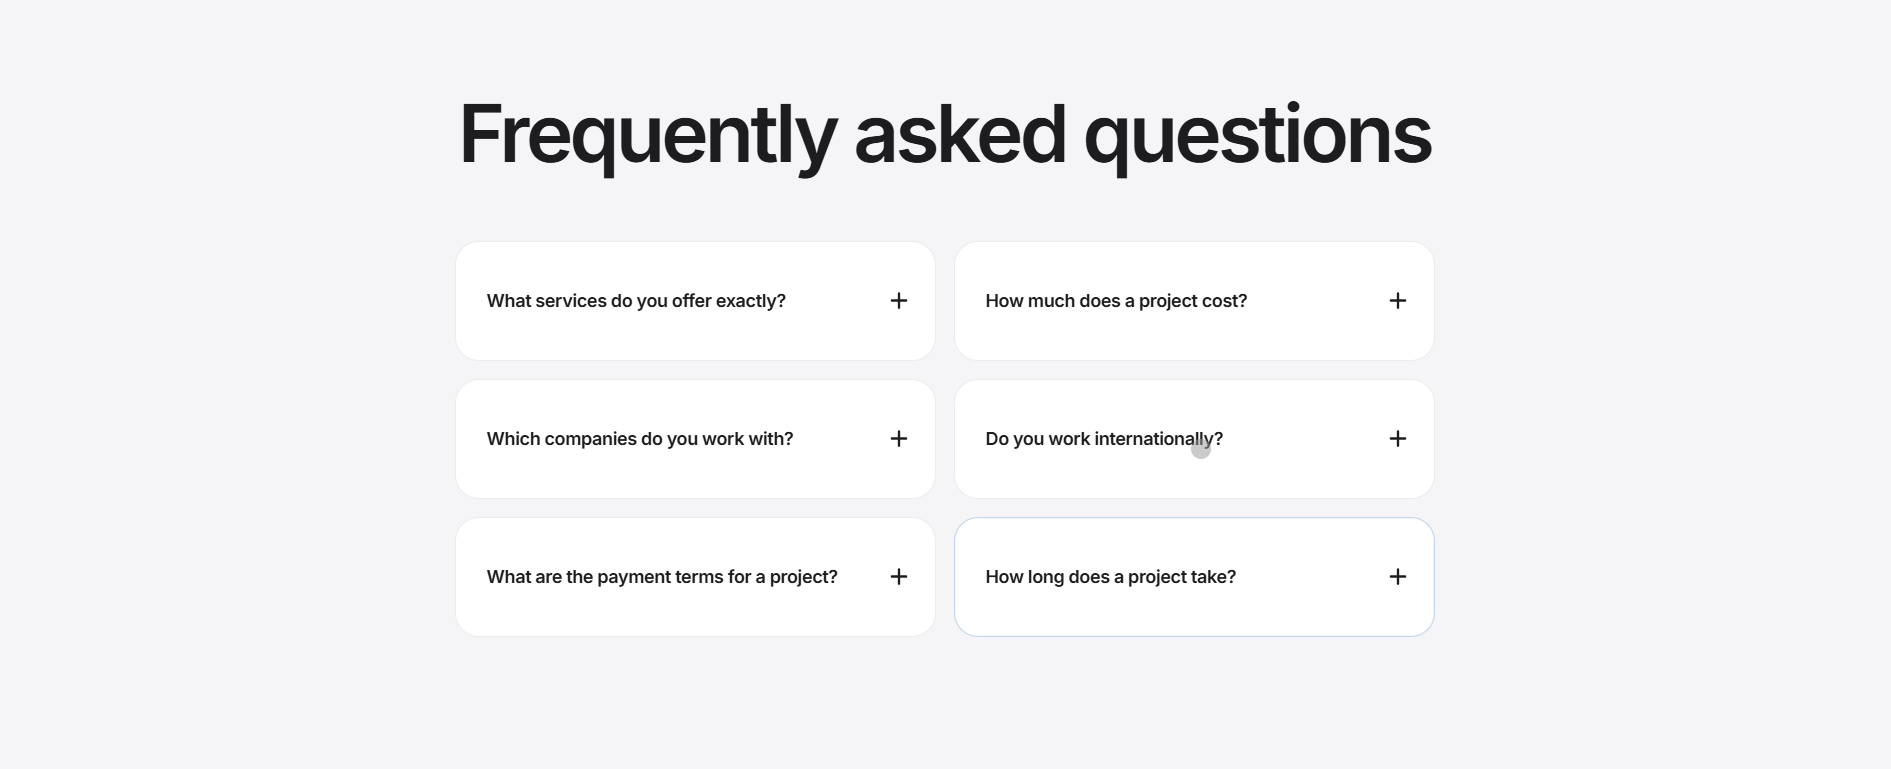 Frequently asked questions
What services do you offer exactly?
How much does a project cost?
Which companies do you work with?
Do you work internationally?
What are the payment terms for a project?
How long does a project take?